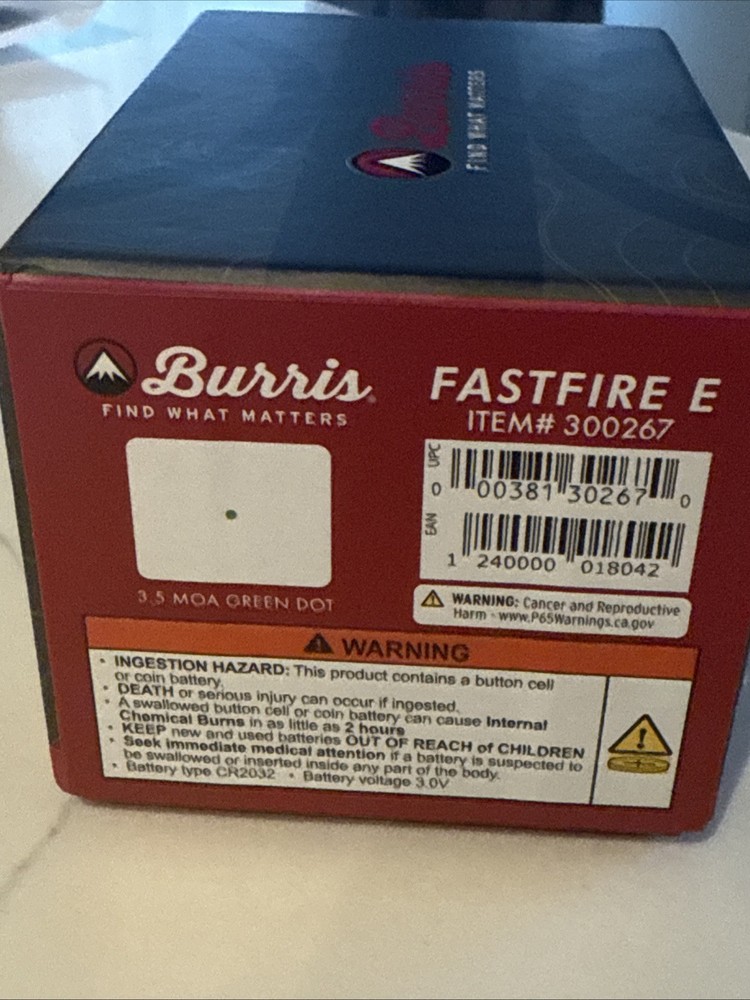 Burris
FIND WHAT MATTERS
Burris
FIND WHAT MATTERS
FASTFIRE E
ITEM# 300267
3.5 MOA GREEN DOT
UPC
0 00381 30267 0
EAN
1 240000 018042
WARNING: Cancer and Reproductive
Harm - www.P65Warnings.ca.gov
WARNING
• INGESTION HAZARD: This product contains a button cell
or coin battery.
• DEATH or serious injury can occur if ingested.
• A swallowed button cell or coin battery can cause Internal
Chemical Burns in as little as 2 hours
• KEEP new and used batteries OUT OF REACH of CHILDREN
• Seek immediate medical attention if a battery is suspected to
be swallowed or inserted inside any part of the body.
• Battery type CR2032 • Battery voltage 3.0V